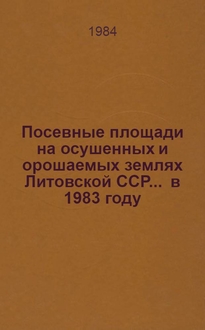 1984
Посевные площади
на осушенных и
орошаемых землях
Литовской ССР... в
1983 году